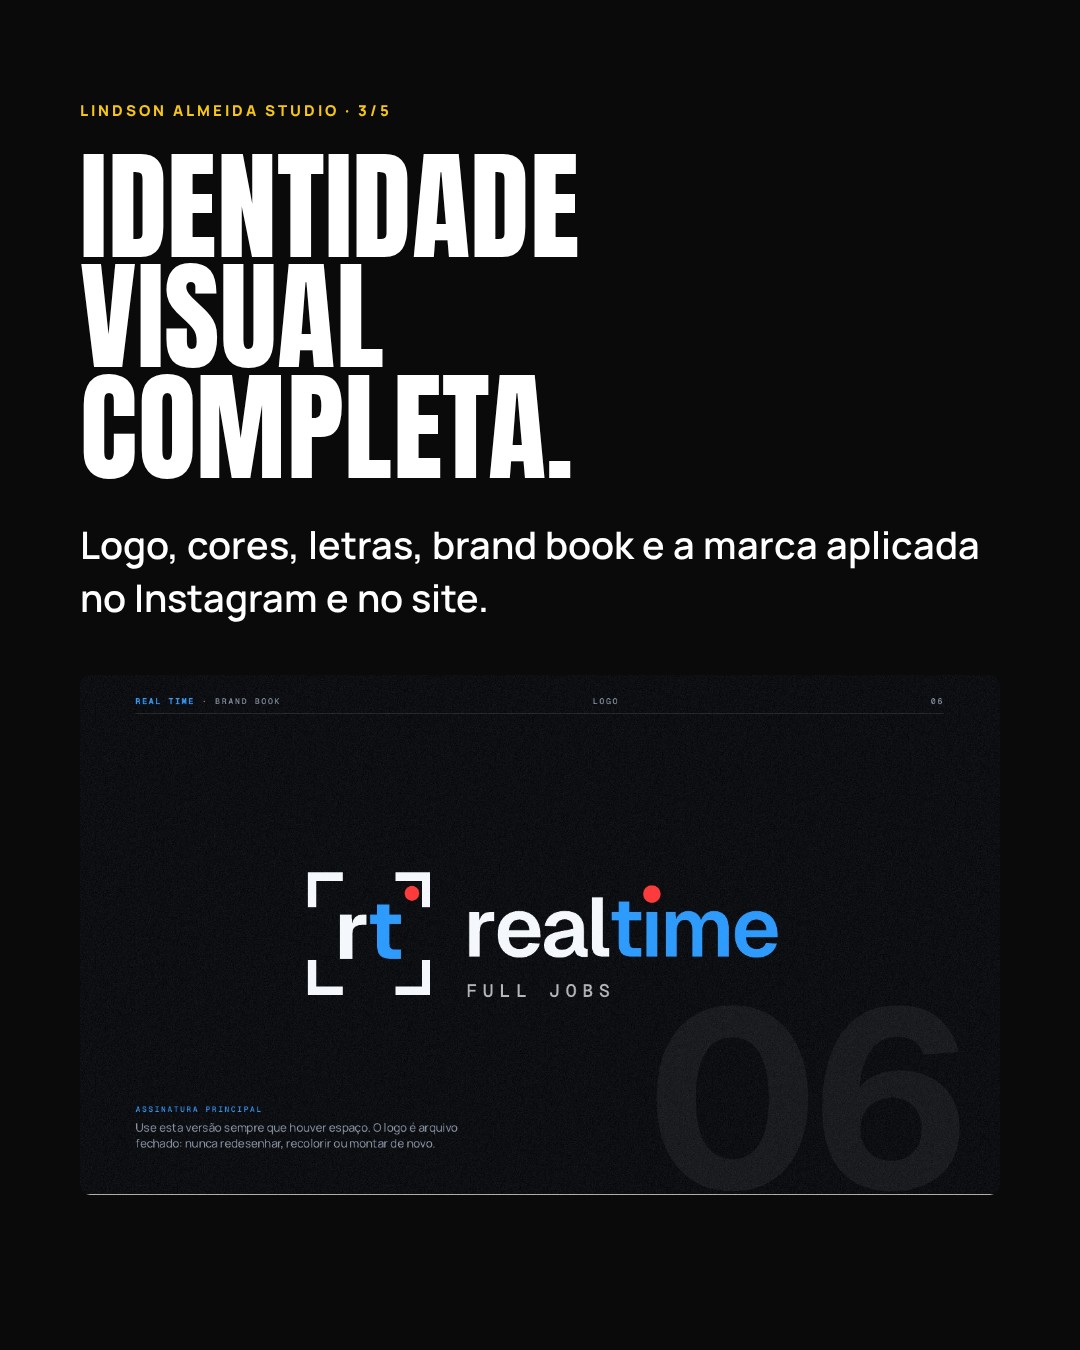 LINDSON ALMEIDA STUDIO · 3/5
IDENTIDADE
VISUAL
COMPLETA.
Logo, cores, letras, brand book e a marca aplicada
no Instagram e no site.
REAL TIME · BRAND BOOK LOGO 06
rt realtime
FULL JOBS
06
ASSINATURA PRINCIPAL
Use esta versão sempre que houver espaço. O logo é arquivo
fechado: nunca redesenhar, recolorir ou montar de novo.